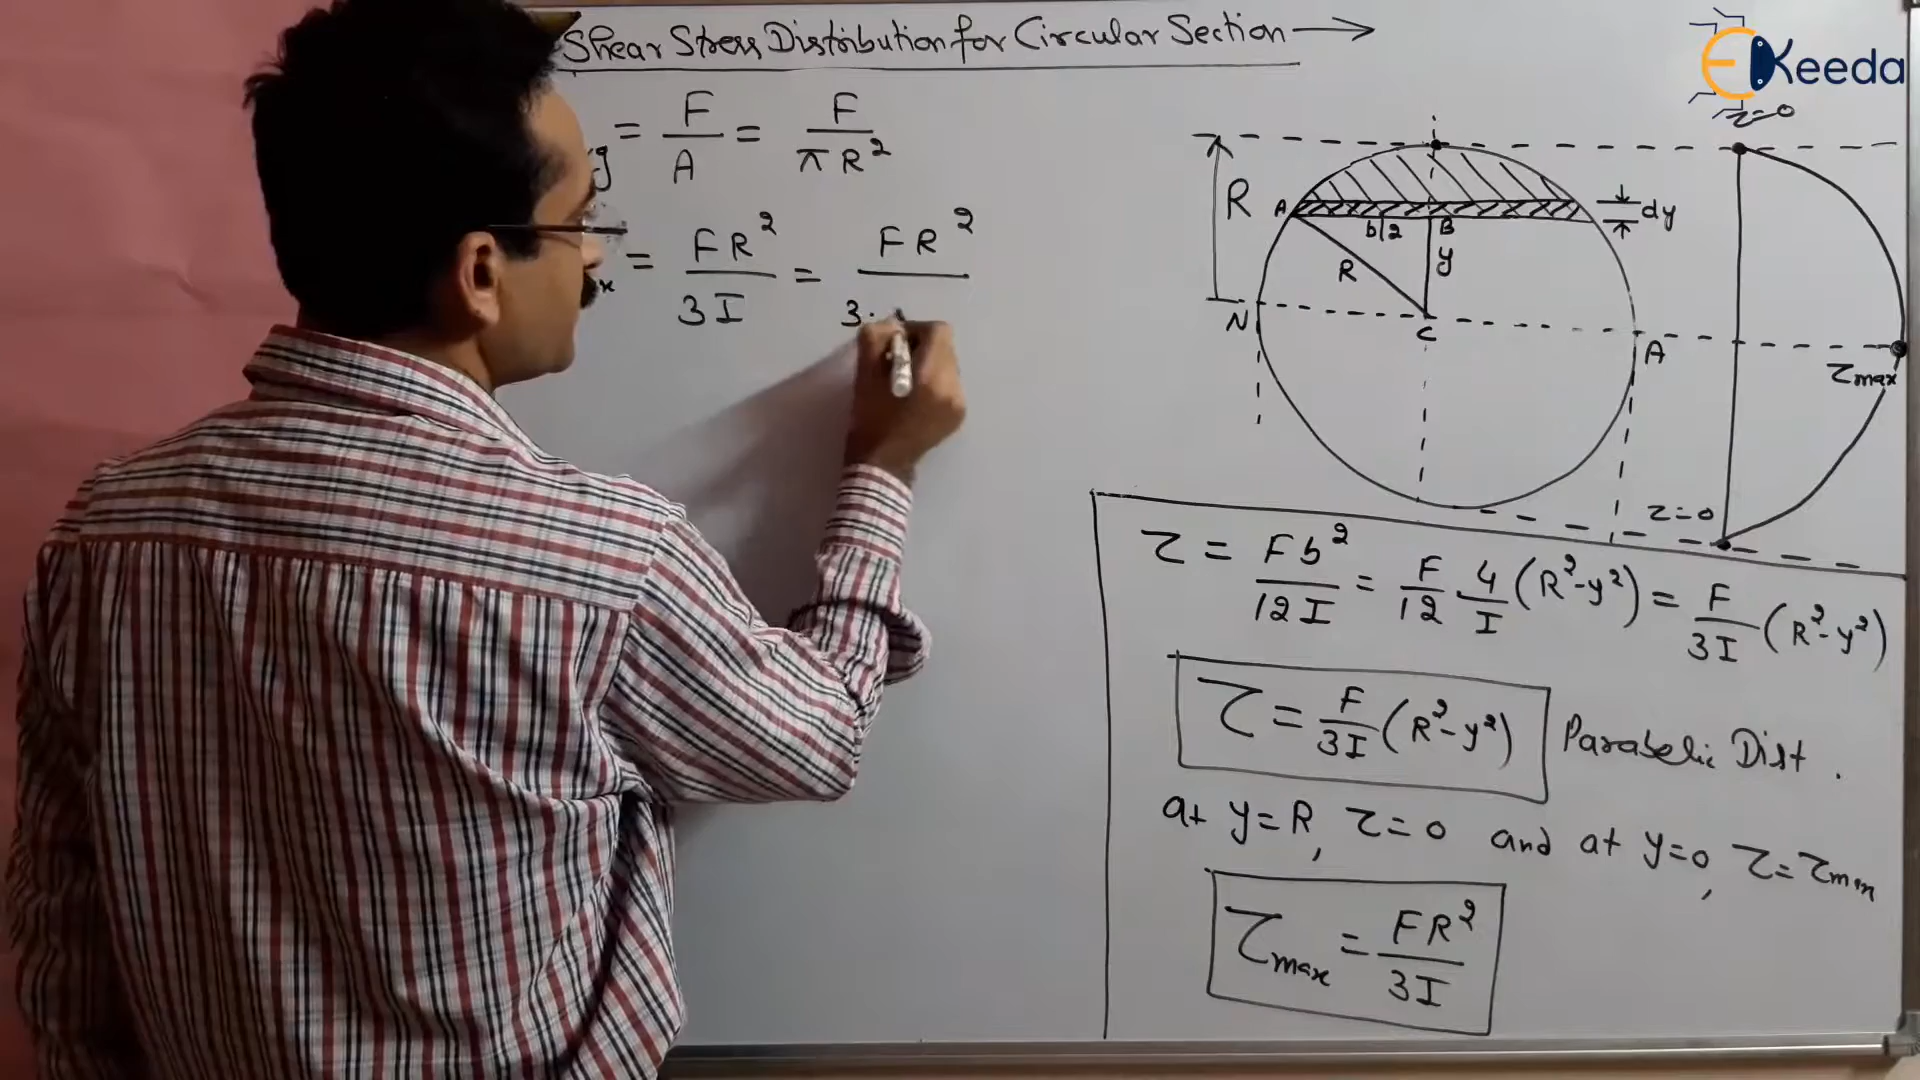 Shear Stress Distribution for Circular Section →
EKeeda
g = F/A = F/πR²
x = FR²/3I = FR²/3.
τ=0
R
A
b/2
B
dy
R
y
N
C
A
τmax
τ=0
τ = Fb²/12I = F/12 . 4/I (R²-y²) = F/3I (R²-y²)
τ = F/3I (R²-y²) Parabolic Dist.
at y=R, τ=0 and at y=0, τ=τmax
τmax = FR²/3I